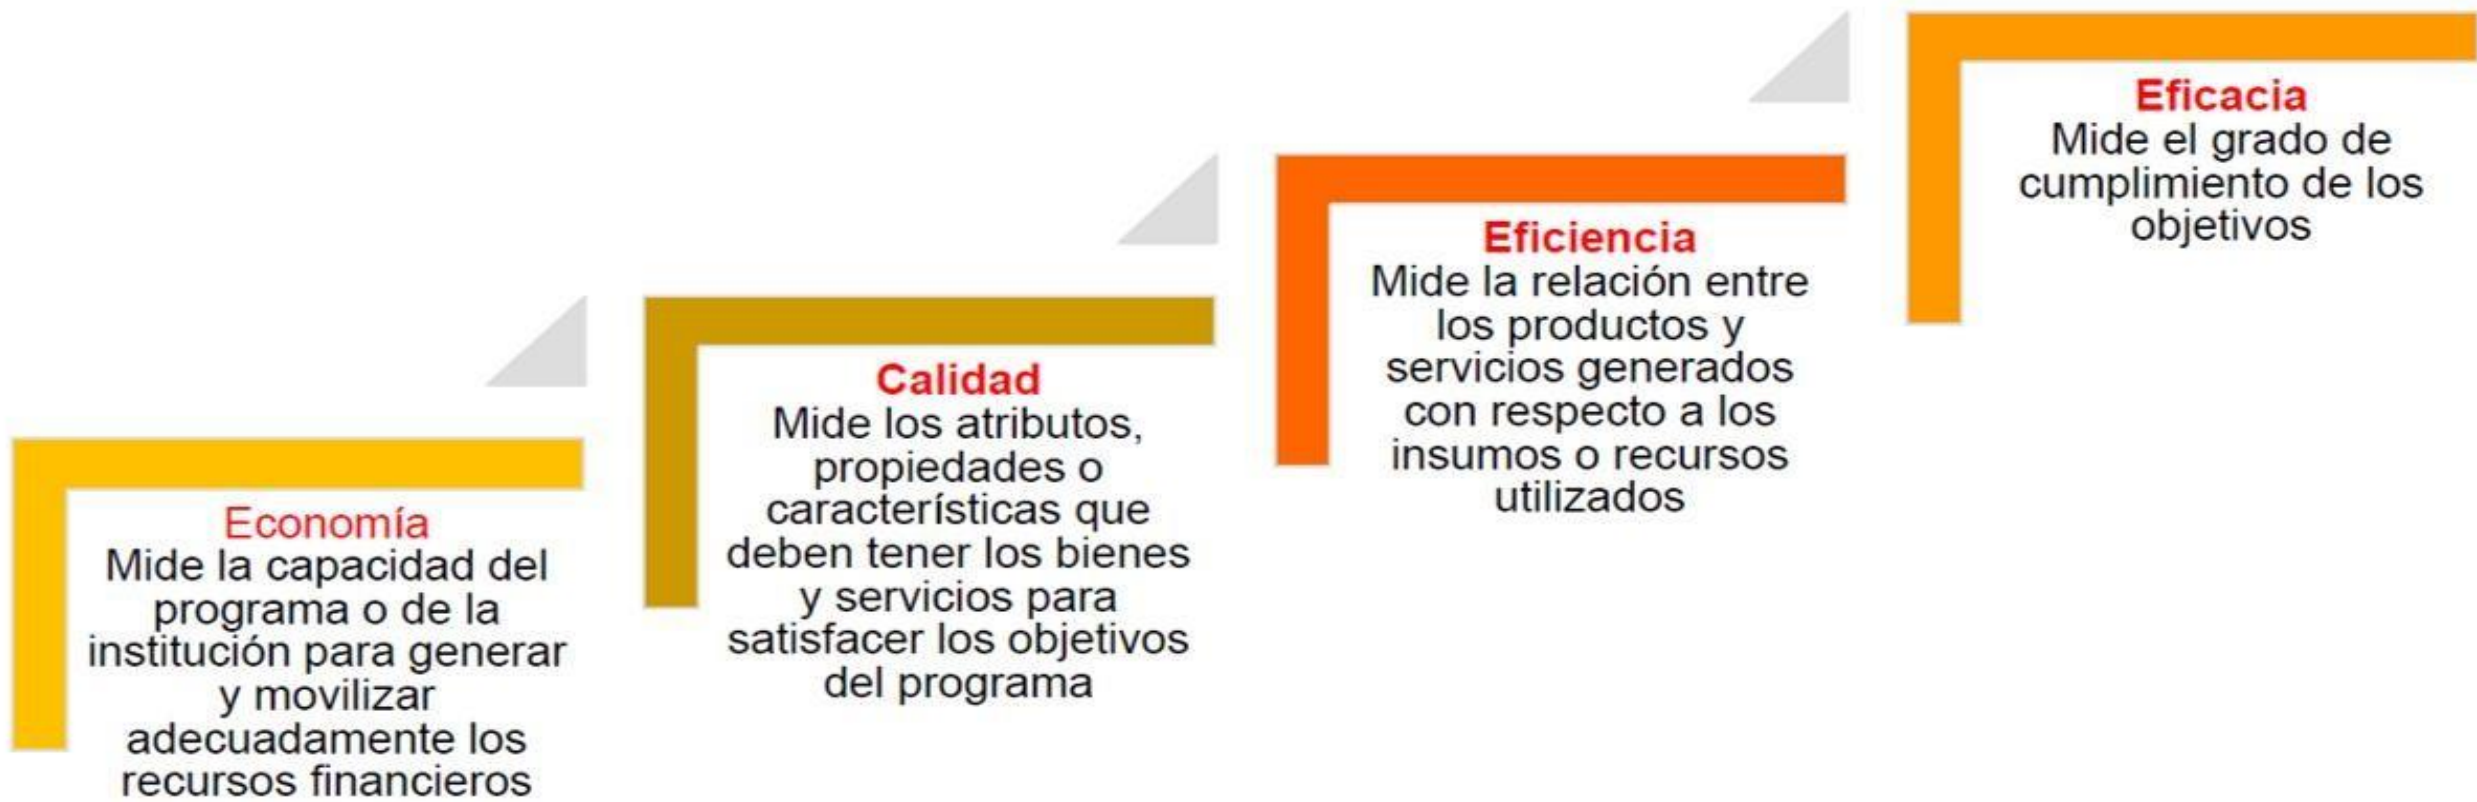 Economía
Mide la capacidad del
programa o de la
institución para generar
y movilizar
adecuadamente los
recursos financieros
Calidad
Mide los atributos,
propiedades o
características que
deben tener los bienes
y servicios para
satisfacer los objetivos
del programa
Eficiencia
Mide la relación entre
los productos y
servicios generados
con respecto a los
insumos o recursos
utilizados
Eficacia
Mide el grado de
cumplimiento de los
objetivos